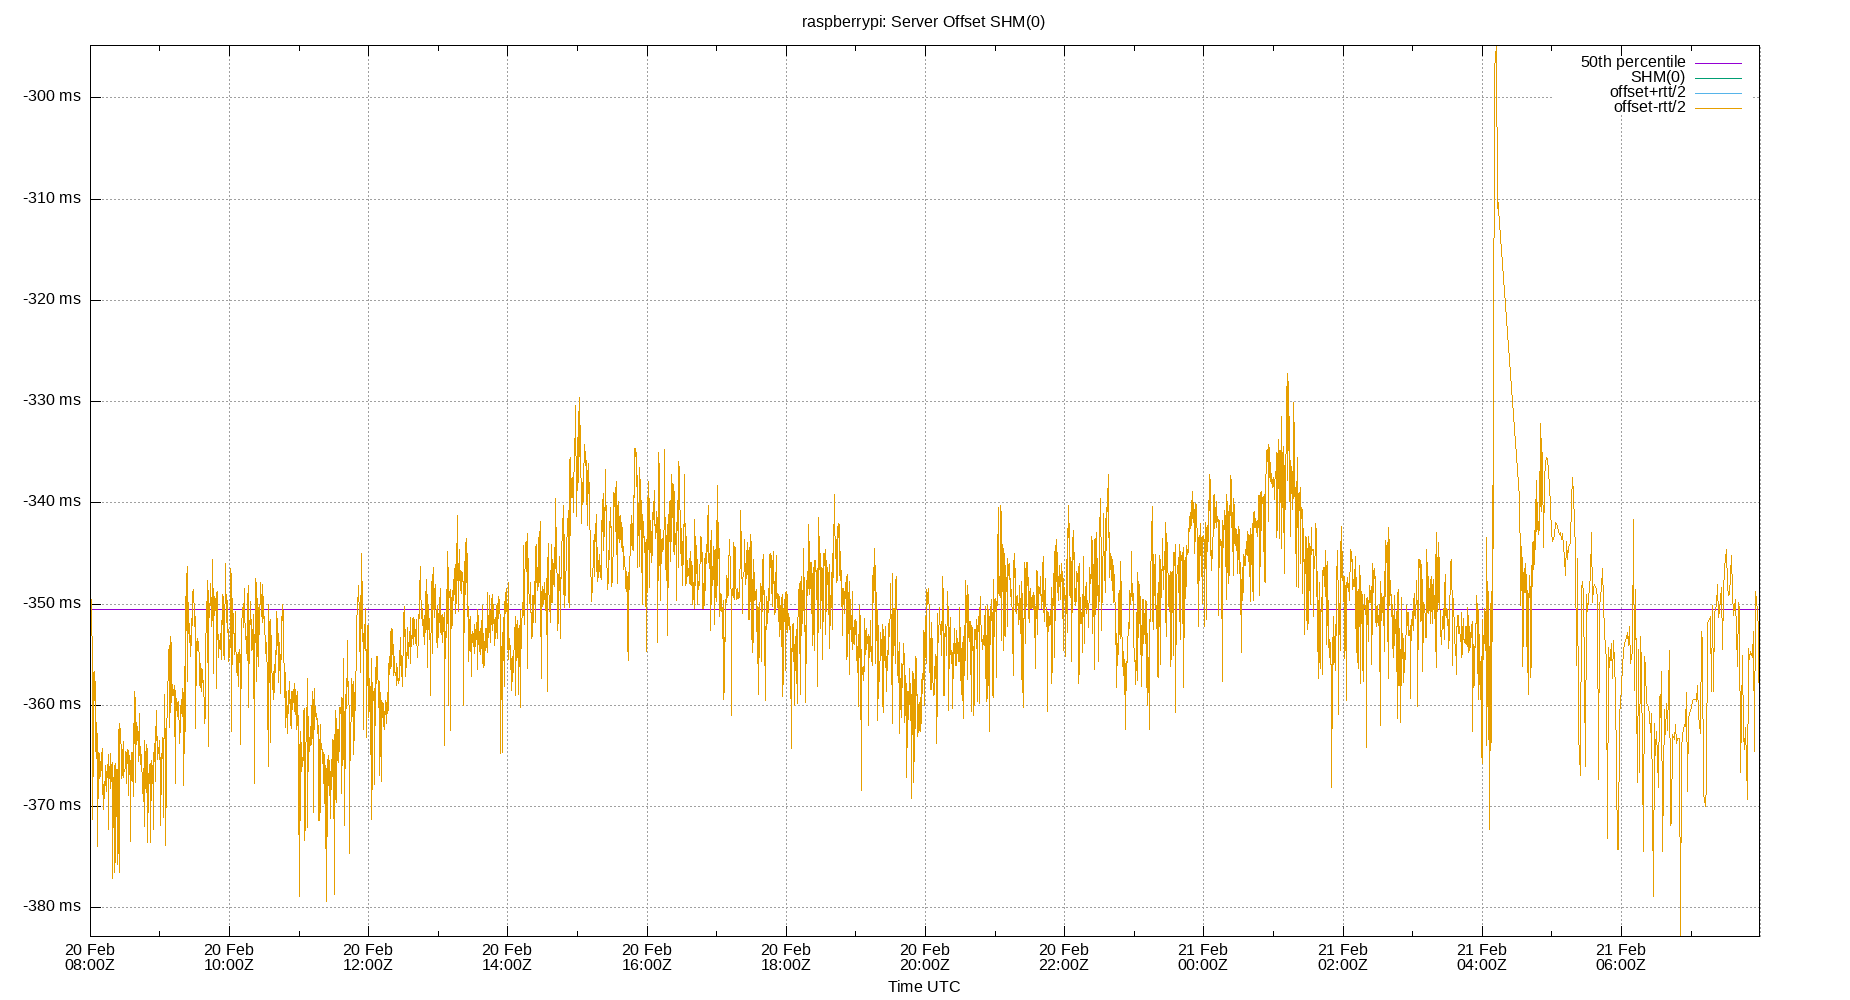 raspberrypi: Server Offset SHM(0)
50th percentile
SHM(0)
offset+rtt/2
offset-rtt/2
-300 ms
-310 ms
-320 ms
-330 ms
-340 ms
-350 ms
-360 ms
-370 ms
-380 ms
20 Feb 20 Feb 20 Feb 20 Feb 20 Feb 20 Feb 20 Feb 20 Feb 21 Feb 21 Feb 21 Feb 21 Feb
08:00Z 10:00Z 12:00Z 14:00Z 16:00Z 18:00Z 20:00Z 22:00Z 00:00Z 02:00Z 04:00Z 06:00Z
Time UTC